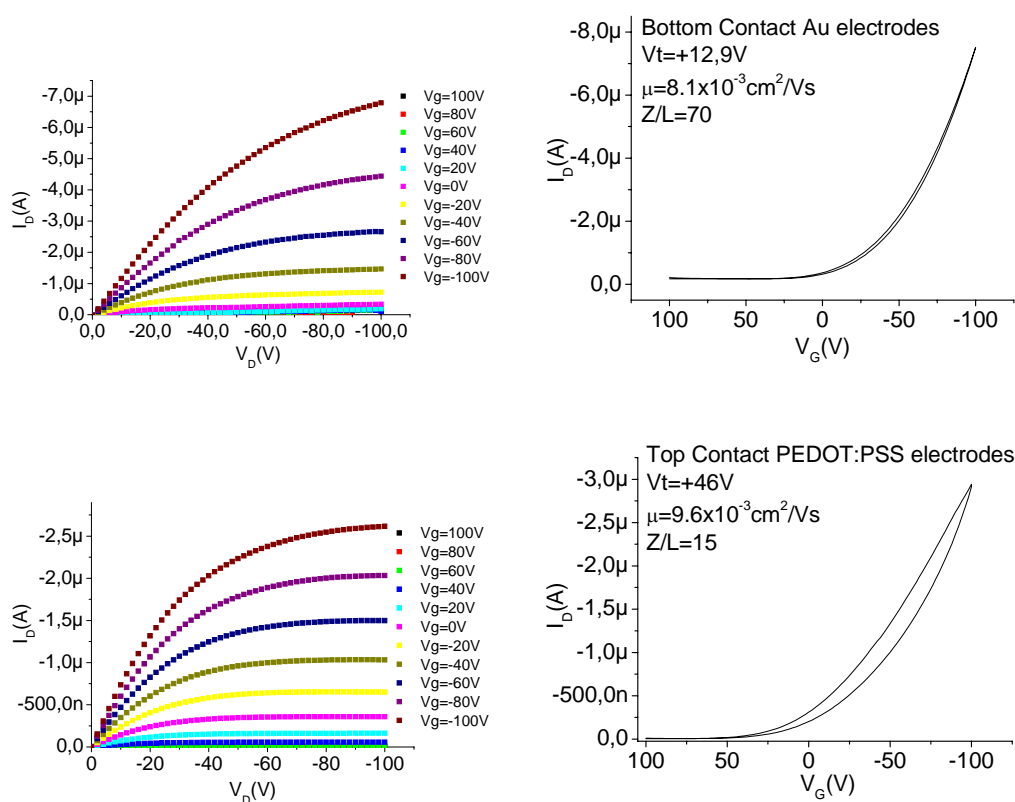 -7,0µ
-6,0µ
-5,0µ
-4,0µ
-3,0µ
-2,0µ
-1,0µ
0,0
I_D(A)
0,0 -20,0 -40,0 -60,0 -80,0 -100,0
V_D(V)
Vg=100V
Vg=80V
Vg=60V
Vg=40V
Vg=20V
Vg=0V
Vg=-20V
Vg=-40V
Vg=-60V
Vg=-80V
Vg=-100V
Bottom Contact Au electrodes
Vt=+12,9V
µ=8.1x10^-3cm^2/Vs
Z/L=70
-8,0µ
-6,0µ
-4,0µ
-2,0µ
0,0
I_D(A)
100 50 0 -50 -100
V_G(V)
-2,5µ
-2,0µ
-1,5µ
-1,0µ
-500,0n
0,0
I_D(A)
0 -20 -40 -60 -80 -100
V_D(V)
Vg=100V
Vg=80V
Vg=60V
Vg=40V
Vg=20V
Vg=0V
Vg=-20V
Vg=-40V
Vg=-60V
Vg=-80V
Vg=-100V
Top Contact PEDOT:PSS electrodes
Vt=+46V
µ=9.6x10^-3cm^2/Vs
Z/L=15
-3,0µ
-2,5µ
-2,0µ
-1,5µ
-1,0µ
-500,0n
0,0
I_D(A)
100 50 0 -50 -100
V_G(V)